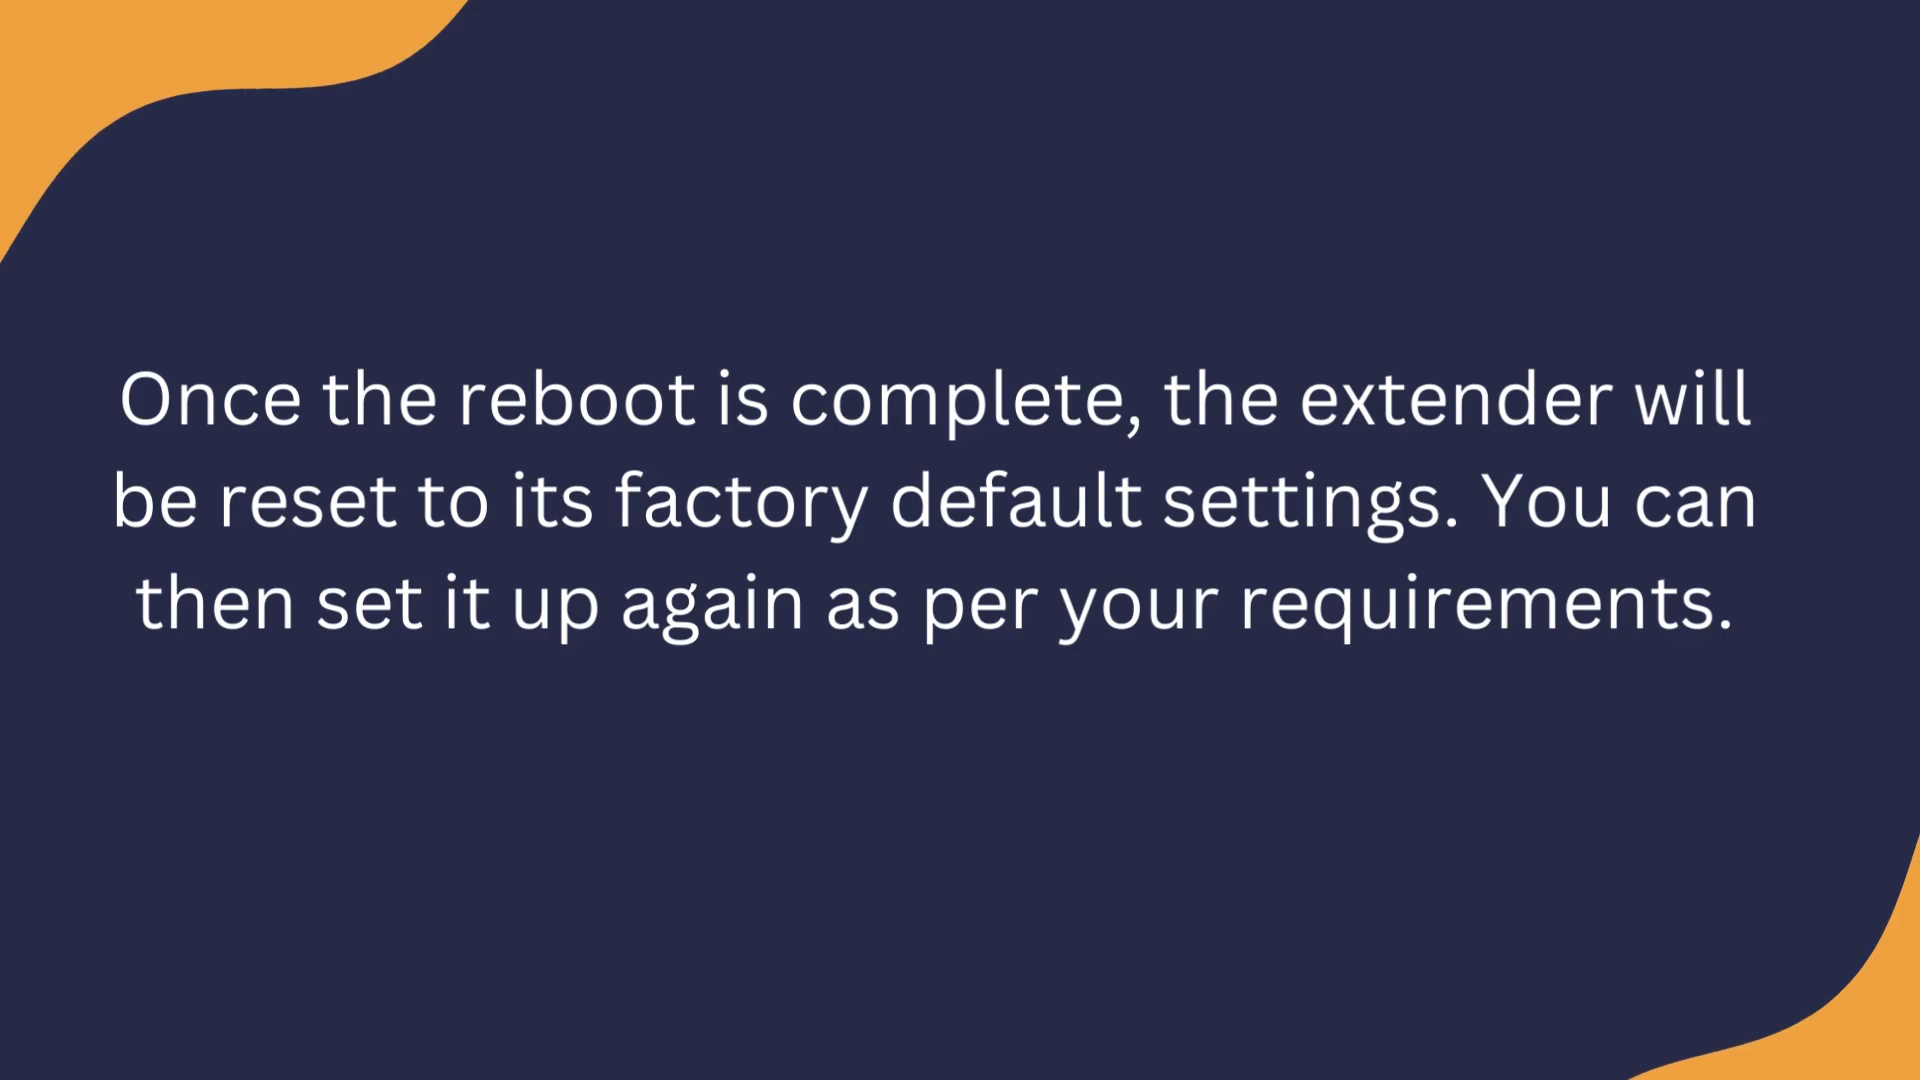 Once the reboot is complete, the extender will
be reset to its factory default settings. You can
then set it up again as per your requirements.